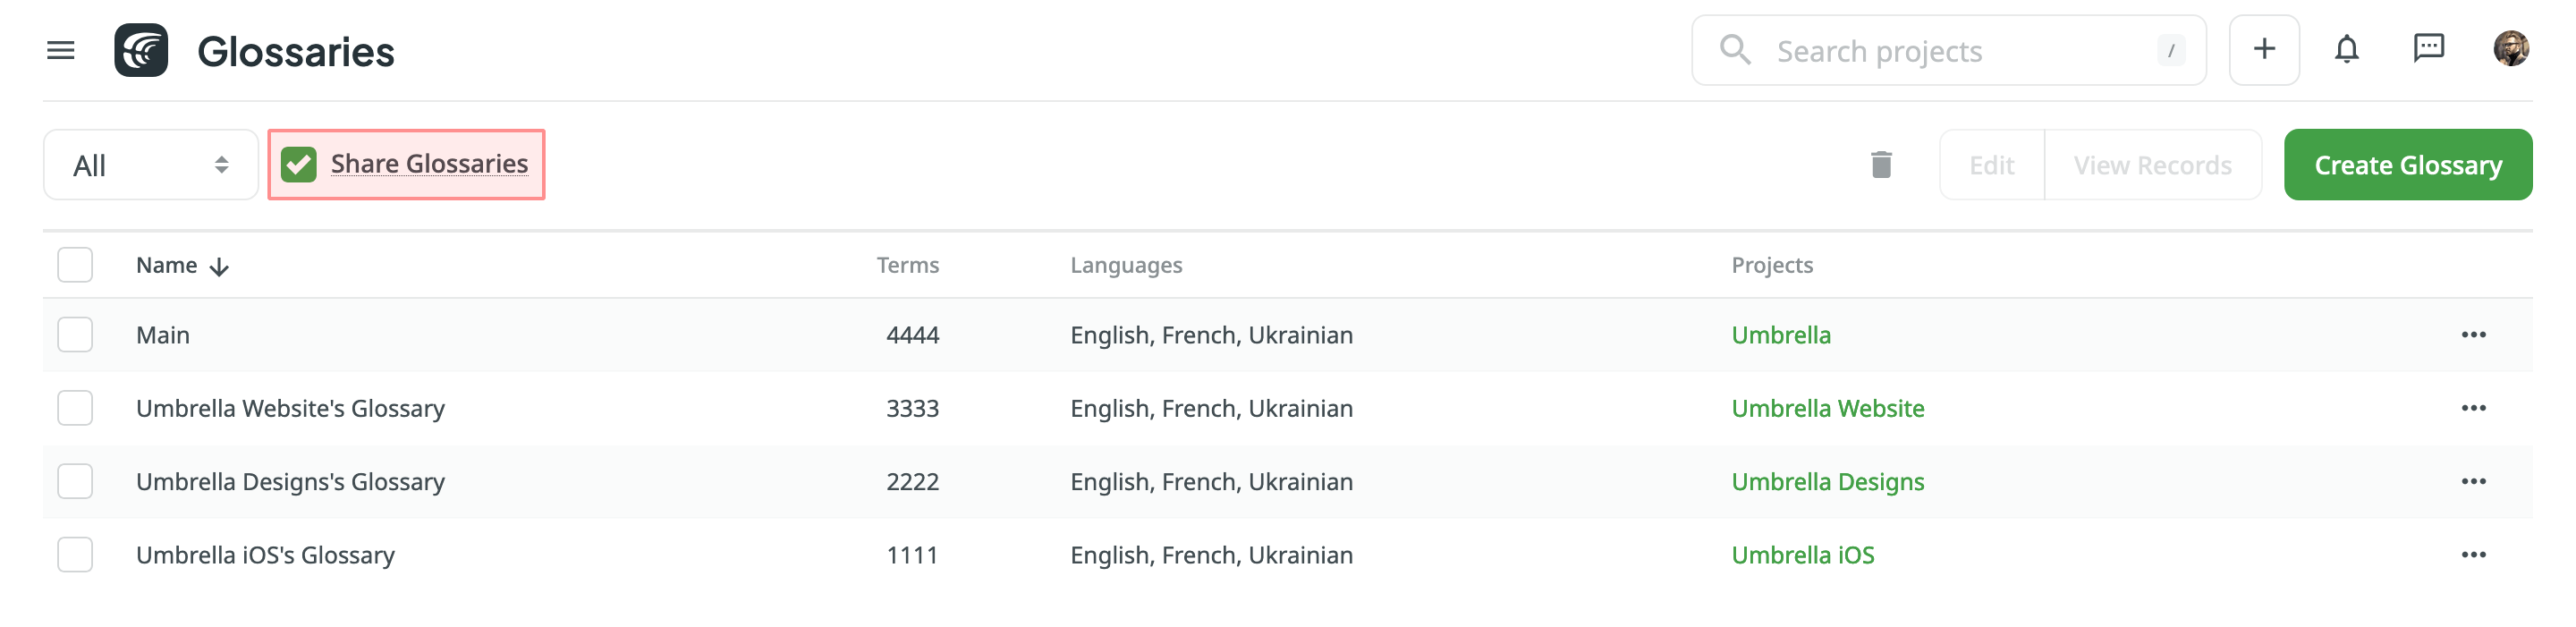 Glossaries Search projects /
All Share Glossaries Edit View Records Create Glossary
Name Terms Languages Projects
Main 4444 English, French, Ukrainian Umbrella
Umbrella Website's Glossary 3333 English, French, Ukrainian Umbrella Website
Umbrella Designs's Glossary 2222 English, French, Ukrainian Umbrella Designs
Umbrella iOS's Glossary 1111 English, French, Ukrainian Umbrella iOS